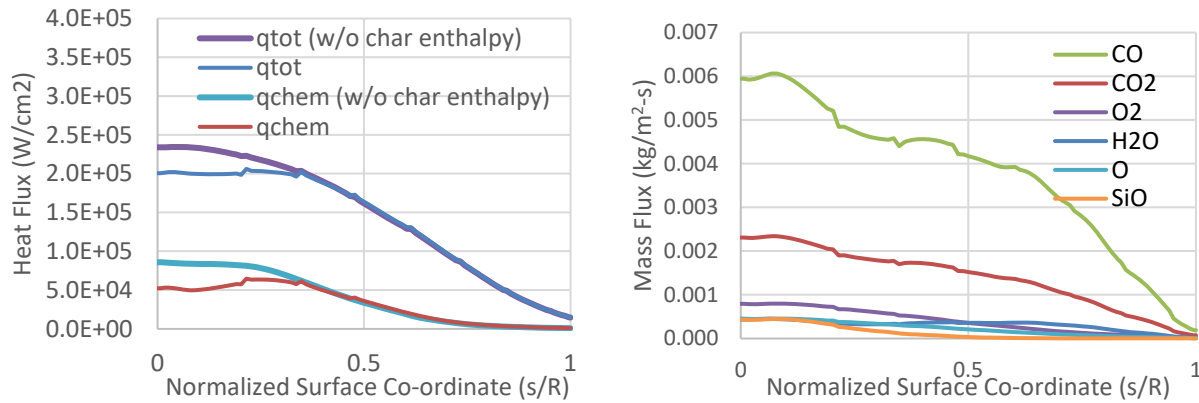 4.0E+05
3.5E+05
3.0E+05
2.5E+05
2.0E+05
1.5E+05
1.0E+05
5.0E+04
0.0E+00
Heat Flux (W/cm2)
qtot (w/o char enthalpy)
qtot
qchem (w/o char enthalpy)
qchem
0
0.5
1
Normalized Surface Co-ordinate (s/R)
0.007
0.006
0.005
0.004
0.003
0.002
0.001
0.000
Mass Flux (kg/m²-s)
CO
CO2
O2
H2O
O
SiO
0
0.5
1
Normalized Surface Co-ordinate (s/R)